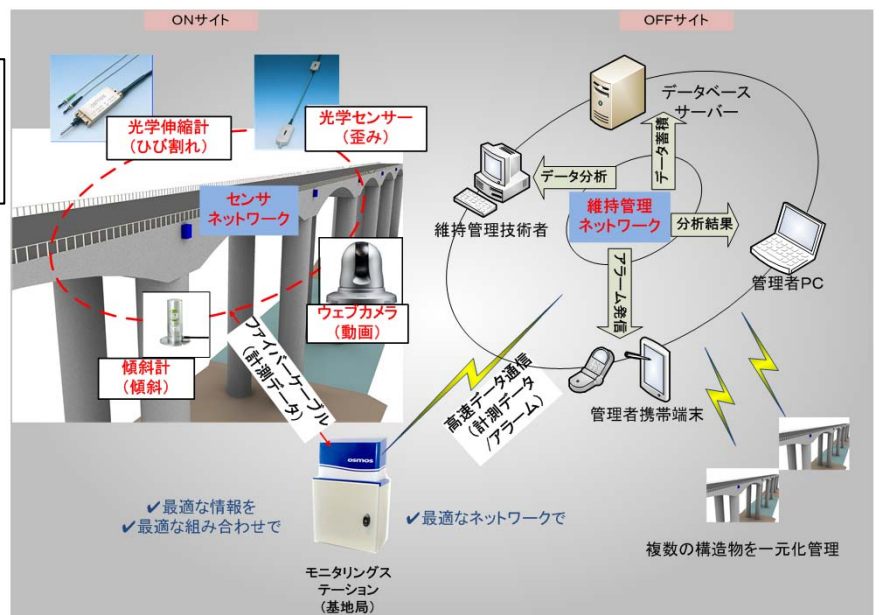 ONサイト
OFFサイト
光学伸縮計
(ひび割れ)
光学センサー
(歪み)
センサ
ネットワーク
傾斜計
(傾斜)
ウェブカメラ
(動画)
ファイバーケーブル
(計測データ)
osmos
モニタリングス
テーション
(基地局)
✔最適な情報を
✔最適な組み合わせで
✔最適なネットワークで
高速データ通信
(計測データ
/アラーム)
データベース
サーバー
データ蓄積
データ分析
維持管理技術者
維持管理
ネットワーク
分析結果
管理者PC
アラーム発信
管理者携帯端末
複数の構造物を一元化管理